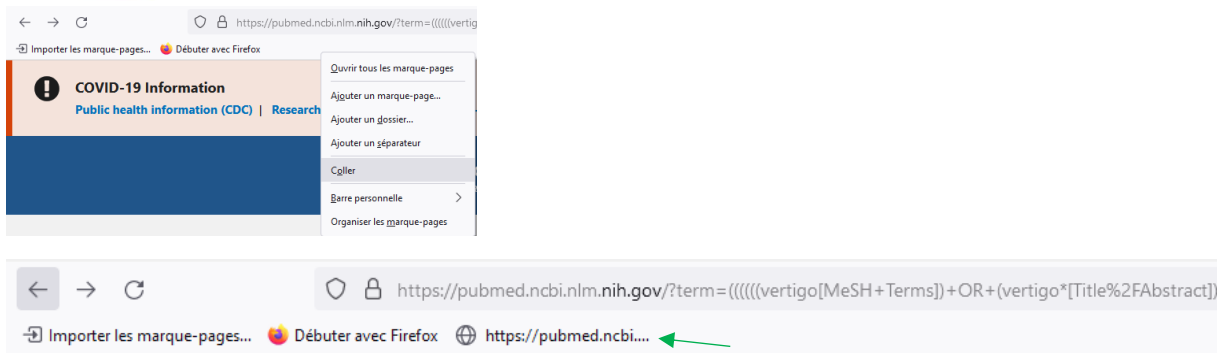 https://pubmed.ncbi.nlm.nih.gov/?term=((((((vertig
Importer les marque-pages... Débuter avec Firefox
COVID-19 Information
Public health information (CDC) | Research
Ouvrir tous les marque-pages
Ajouter un marque-page...
Ajouter un dossier...
Ajouter un séparateur
Coller
Barre personnelle
Organiser les marque-pages
https://pubmed.ncbi.nlm.nih.gov/?term=((((((vertigo[MeSH+Terms])+OR+(vertigo*[Title%2FAbstract])
Importer les marque-pages... Débuter avec Firefox https://pubmed.ncbi....